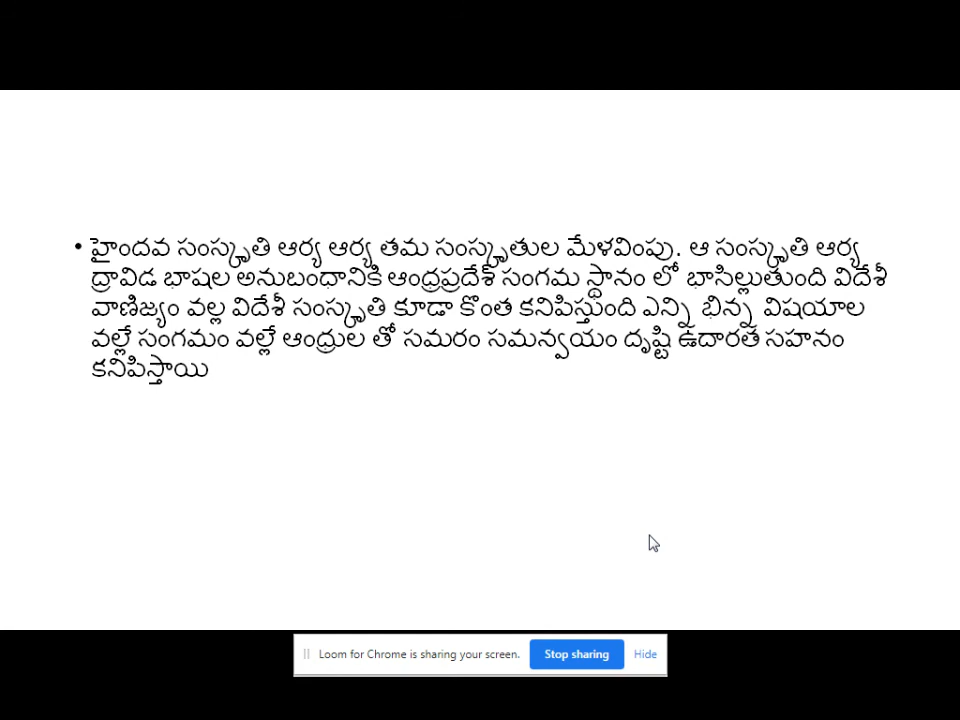 • హైందవ సంస్కృతి ఆర్య ఆర్య తమ సంస్కృతుల మేళవింపు. ఆ సంస్కృతి ఆర్య
ద్రావిడ భాషల అనుబంధానికి ఆంధ్రప్రదేశ్ సంగమ స్థానం లో భాసిల్లుతుంది విదేశీ
వాణిజ్యం వల్ల విదేశీ సంస్కృతి కూడా కొంత కనిపిస్తుంది ఎన్ని భిన్న విషయాల
వల్లే సంగమం వల్లే ఆంధ్రుల తో సమరం సమన్వయం దృష్టి ఉదారత సహనం
కనిపిస్తాయి
Loom for Chrome is sharing your screen. Stop sharing Hide